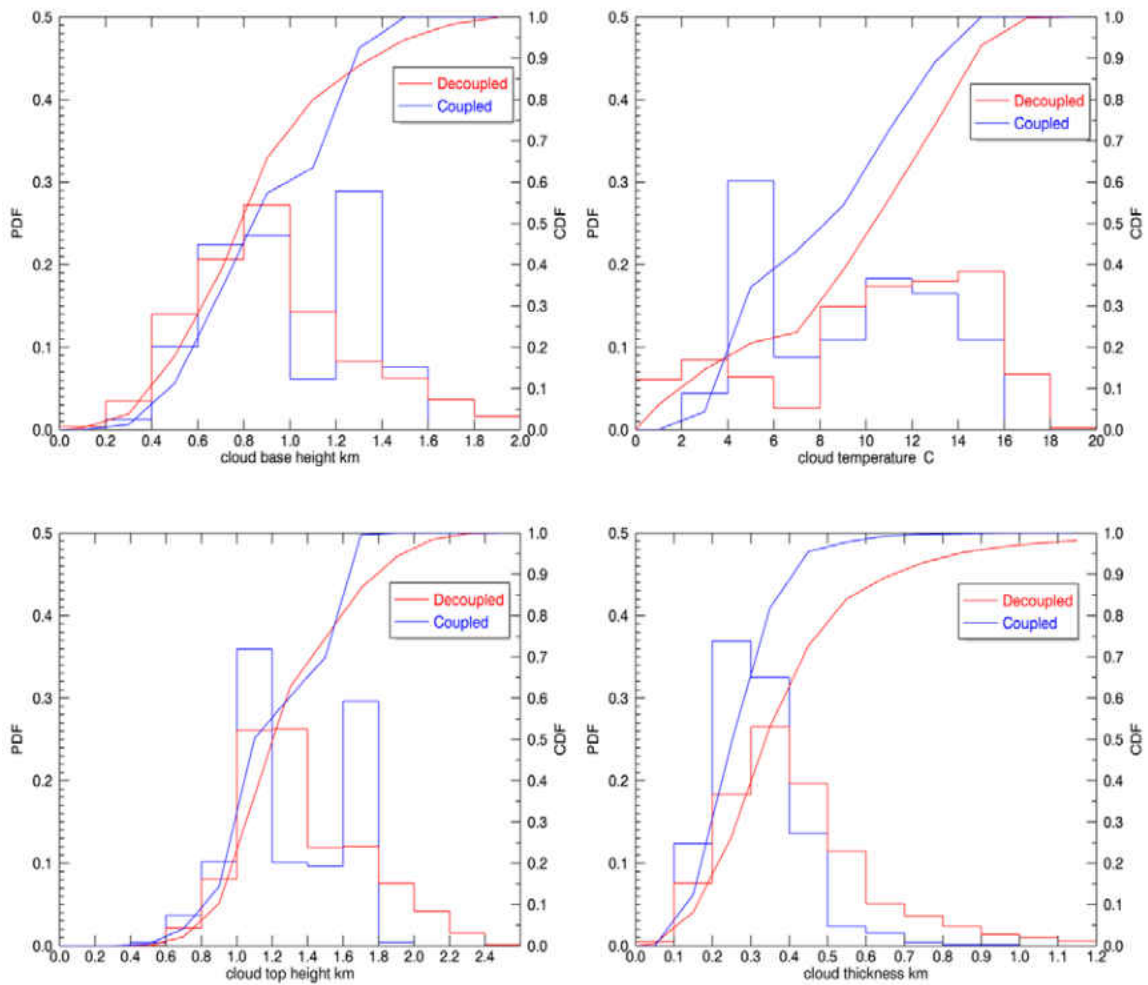 0.5 1.0 0.5 1.0
0.9 0.9
Decoupled
Coupled
Decoupled
Coupled
0.4 0.8 0.4 0.8
0.7 0.7
0.3 0.6 0.3 0.6
PDF 0.5 CDF PDF 0.5 CDF
0.2 0.4 0.2 0.4
0.3 0.3
0.1 0.2 0.1 0.2
0.1 0.1
0.0 0.0 0.0 0.0
0.0 0.2 0.4 0.6 0.8 1.0 1.2 1.4 1.6 1.8 2.0
cloud base height km
0 2 4 6 8 10 12 14 16 18 20
cloud temperature C
0.5 1.0 0.5 1.0
0.9 0.9
Decoupled
Coupled
Decoupled
Coupled
0.4 0.8 0.4 0.8
0.7 0.7
0.3 0.6 0.3 0.6
PDF 0.5 CDF PDF 0.5 CDF
0.2 0.4 0.2 0.4
0.3 0.3
0.1 0.2 0.1 0.2
0.1 0.1
0.0 0.0 0.0 0.0
0.0 0.2 0.4 0.6 0.8 1.0 1.2 1.4 1.6 1.8 2.0 2.2 2.4
cloud top height km
0.0 0.1 0.2 0.3 0.4 0.5 0.6 0.7 0.8 0.9 1.0 1.1 1.2
cloud thickness km